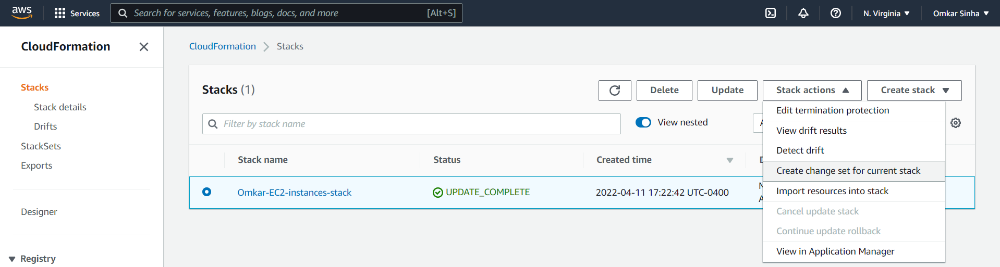 aws
Services
Search for services, features, blogs, docs, and more
[Alt+S]
N. Virginia
Omkar Sinha
CloudFormation
Stacks
Stack details
Drifts
StackSets
Exports
Designer
Registry
CloudFormation
Stacks
Stacks (1)
Delete
Update
Stack actions
Create stack
Filter by stack name
View nested
Stack name
Status
Created time
Omkar-EC2-instances-stack
UPDATE_COMPLETE
2022-04-11 17:22:42 UTC-0400
Edit termination protection
View drift results
Detect drift
Create change set for current stack
Import resources into stack
Cancel update stack
Continue update rollback
View in Application Manager